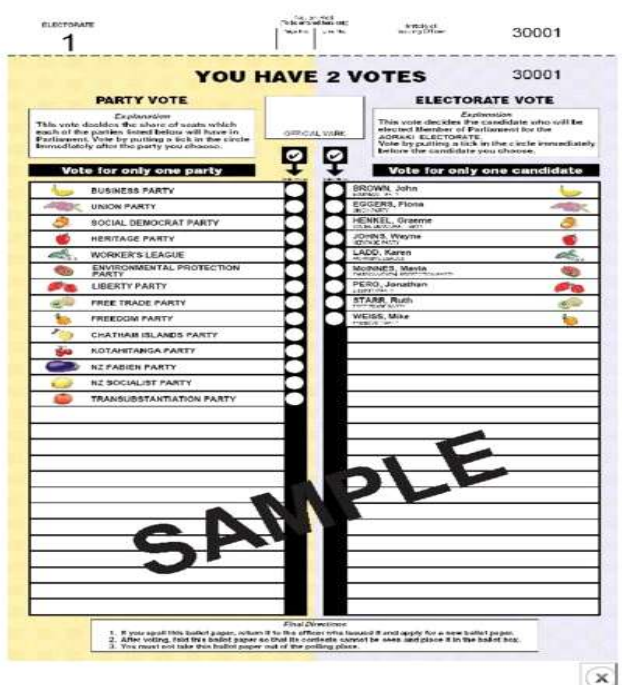 ELECTORATE
1
30001
YOU HAVE 2 VOTES
30001
PARTY VOTE
Explanation
This vote decides the share of seats which
each of the parties listed below will have in
Parliament. Vote by putting a tick in the circle
immediately after the party you choose.
OFFICIAL MARK
ELECTORATE VOTE
Explanation
This vote decides the candidate who will be
elected Member of Parliament for the
AORAKI ELECTORATE.
Vote by putting a tick in the circle immediately
before the candidate you choose.
Vote for only one party
Vote for only one candidate
BUSINESS PARTY
UNION PARTY
SOCIAL DEMOCRAT PARTY
HERITAGE PARTY
WORKER'S LEAGUE
ENVIRONMENTAL PROTECTION
PARTY
LIBERTY PARTY
FREE TRADE PARTY
FREEDOM PARTY
CHATHAM ISLANDS PARTY
KOTAHITANGA PARTY
NZ FABIEN PARTY
NZ SOCIALIST PARTY
TRANSUBSTANTIATION PARTY
BROWN, John
EGGERS, Fiona
HENKEL, Graeme
JOHNS, Wayne
LADD, Karen
McINNES, Masta
PERO, Jonathan
STARR, Ruth
WEISS, Mike
SAMPLE
Final Directions
1. If you spoil this ballot paper, return it to the officer who issued it and apply for a new ballot paper.
2. After voting, fold this ballot paper so that its contents cannot be seen and place it in the ballot box.
3. You must not take this ballot paper out of the polling place.